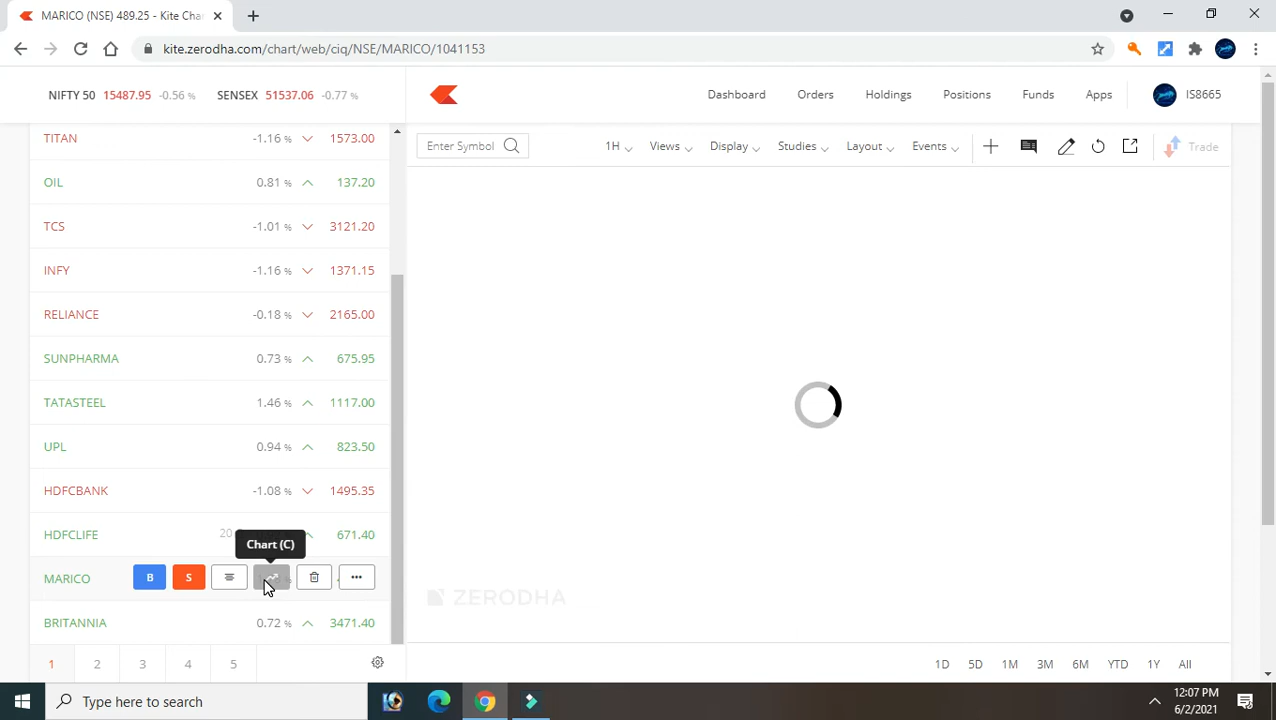 MARICO (NSE) 489.25 - Kite Cha
kite.zerodha.com/chart/web/ciq/NSE/MARICO/1041153
NIFTY 50 15487.95 -0.56 % SENSEX 51537.06 -0.77 %
Dashboard Orders Holdings Positions Funds Apps IS8665
TITAN -1.16 % 1573.00
Enter Symbol 1H Views Display Studies Layout Events Trade
OIL 0.81 % 137.20
TCS -1.01 % 3121.20
INFY -1.16 % 1371.15
RELIANCE -0.18 % 2165.00
SUNPHARMA 0.73 % 675.95
TATASTEEL 1.46 % 1117.00
UPL 0.94 % 823.50
HDFCBANK -1.08 % 1495.35
HDFCLIFE 20 671.40
Chart (C)
MARICO B S
ZERODHA
BRITANNIA 0.72 % 3471.40
1 2 3 4 5
1D 5D 1M 3M 6M YTD 1Y All
Type here to search
12:07 PM
6/2/2021